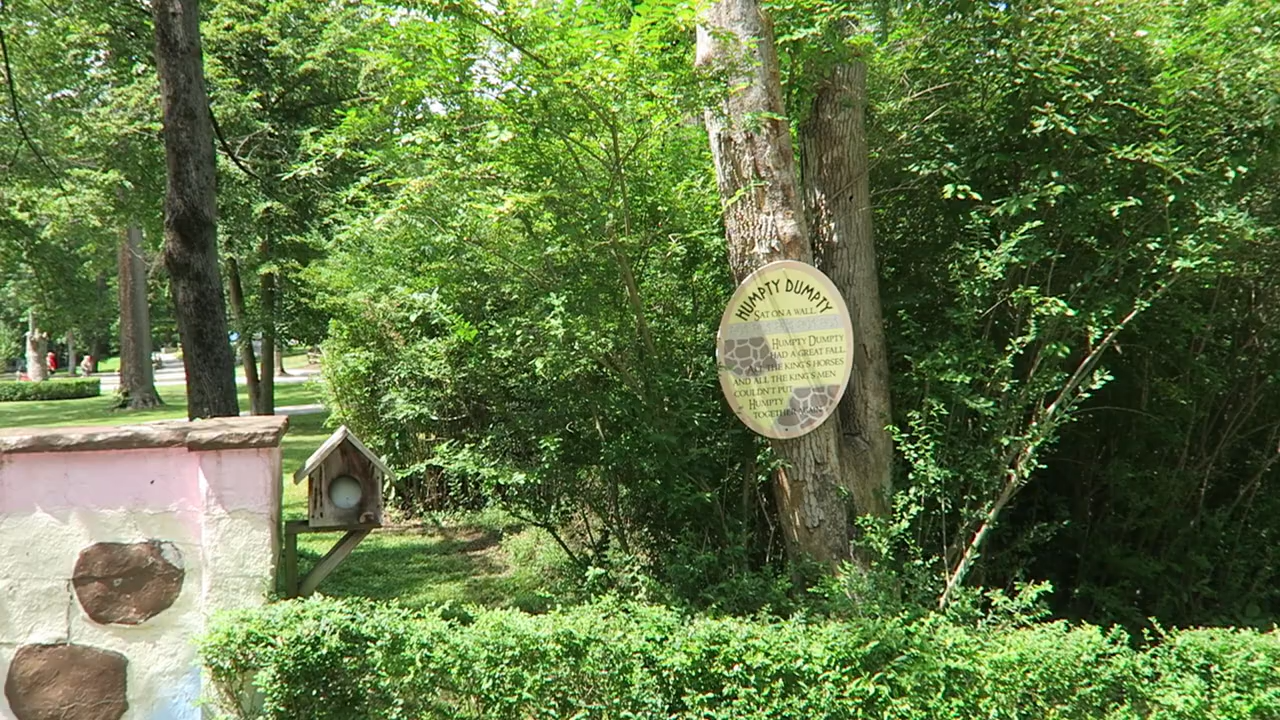 HUMPTY DUMPTY
SAT ON A WALL.
HUMPTY DUMPTY
HAD A GREAT FALL.
ALL THE KING'S HORSES
AND ALL THE KING'S MEN
COULDN'T PUT
HUMPTY
TOGETHER AGAIN.